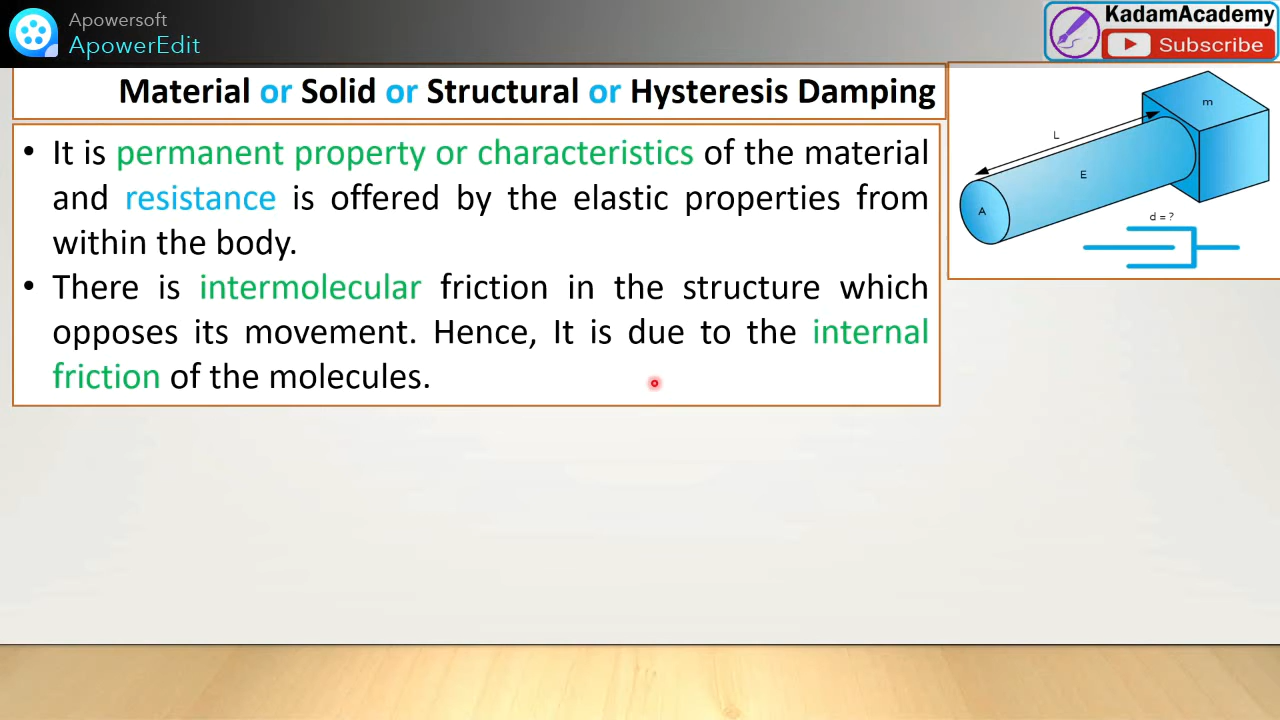 Apowersoft
ApowerEdit
KadamAcademy
Subscribe
Material or Solid or Structural or Hysteresis Damping
• It is permanent property or characteristics of the material
and resistance is offered by the elastic properties from
within the body.
• There is intermolecular friction in the structure which
opposes its movement. Hence, It is due to the internal
friction of the molecules.
m
L
E
A
d = ?